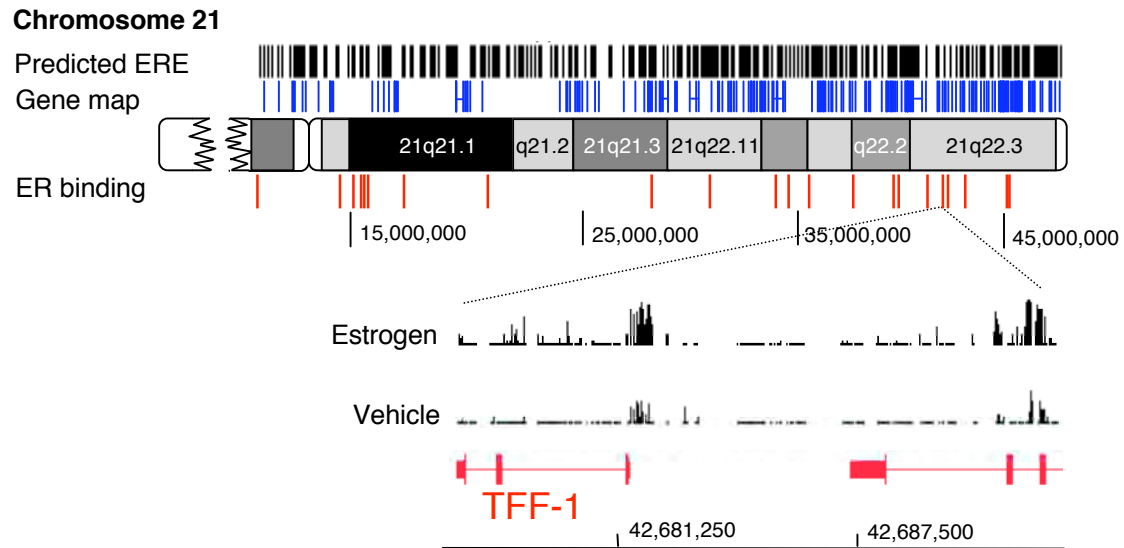 Chromosome 21
Predicted ERE
Gene map
21q21.1 q21.2 21q21.3 21q22.11 q22.2 21q22.3
ER binding
15,000,000 25,000,000 35,000,000 45,000,000
Estrogen
Vehicle
TFF-1
42,681,250 42,687,500